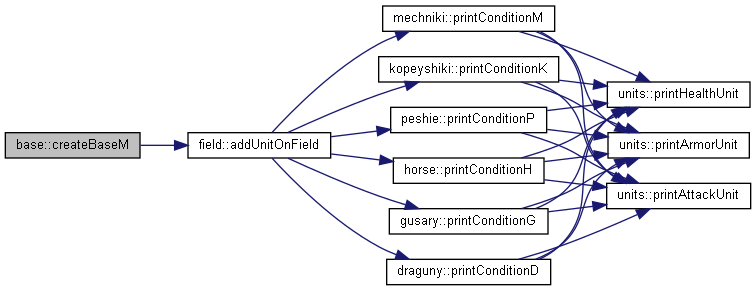 base::createBaseM
field::addUnitOnField
mechniki::printConditionM
kopeyshiki::printConditionK
peshie::printConditionP
horse::printConditionH
gusary::printConditionG
draguny::printConditionD
units::printHealthUnit
units::printArmorUnit
units::printAttackUnit